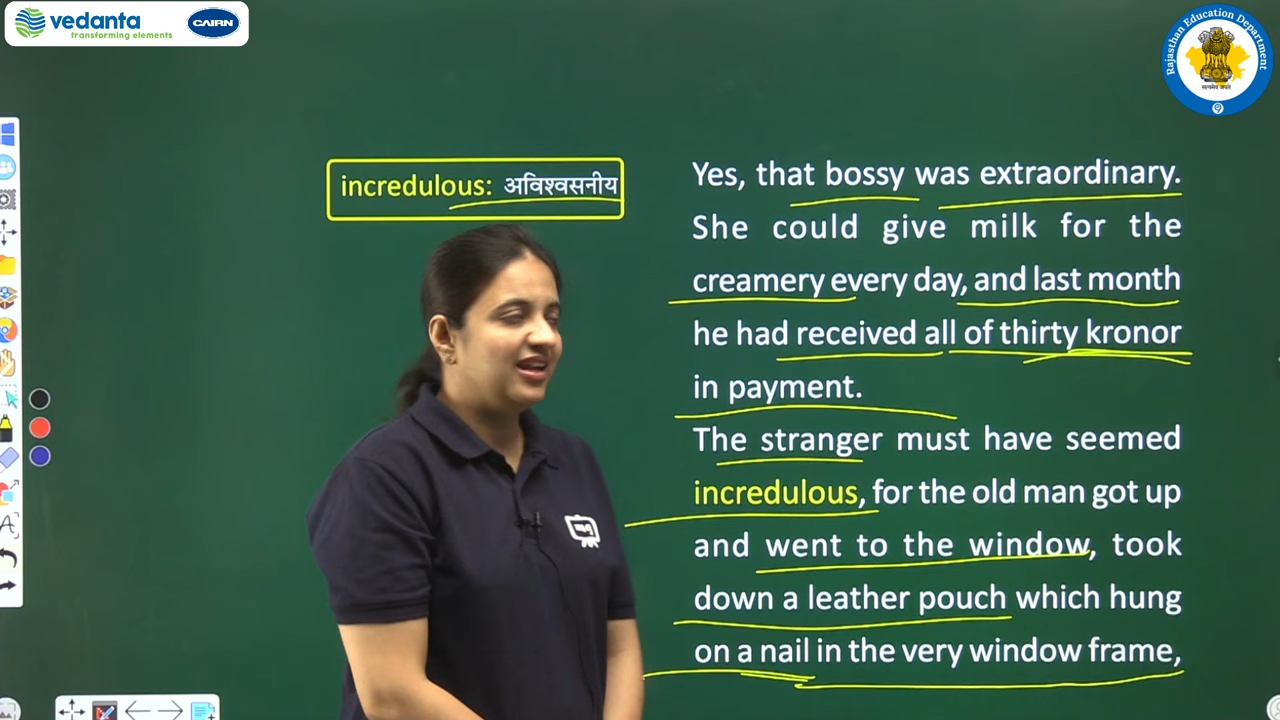 vedanta
transforming elements
CAIRN
Rajasthan Education Department
सत्यमेव जयते
incredulous: अविश्वसनीय
Yes, that bossy was extraordinary.
She could give milk for the
creamery every day, and last month
he had received all of thirty kronor
in payment.
The stranger must have seemed
incredulous, for the old man got up
and went to the window, took
down a leather pouch which hung
on a nail in the very window frame,
A